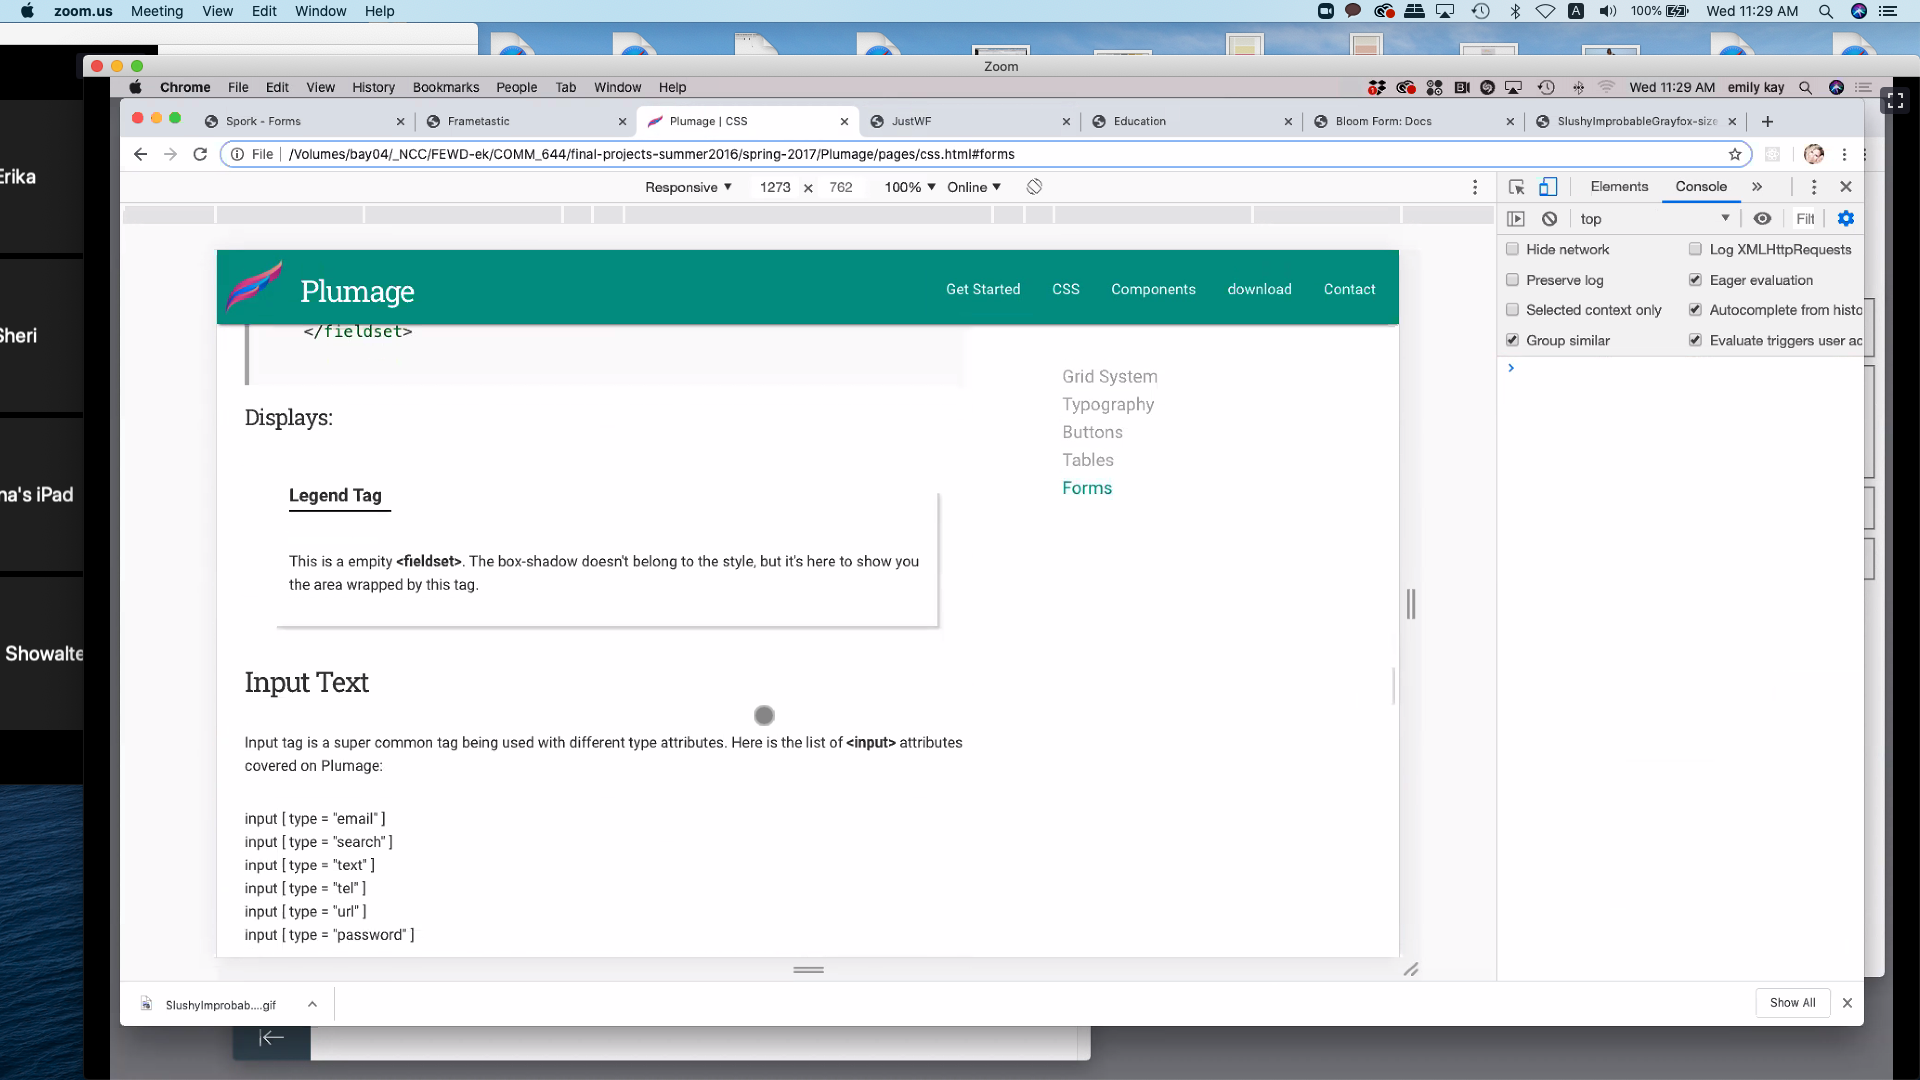 zoom.us Meeting View Edit Window Help
100% Wed 11:29 AM
Zoom
Chrome File Edit View History Bookmarks People Tab Window Help
Wed 11:29 AM emily kay
Spork - Forms
Frametastic
Plumage | CSS
JustWF
Education
Bloom Form: Docs
SlushyImprobableGrayfox-size
File /Volumes/bay04/_NCC/FEWD-ek/COMM_644/final-projects-summer2016/spring-2017/Plumage/pages/css.html#forms
Responsive ▼ 1273 × 762 100% ▼ Online ▼
Elements Console »
top
Filt
Hide network
Log XMLHttpRequests
Preserve log
Eager evaluation
Selected context only
Autocomplete from histo
Group similar
Evaluate triggers user ac
Erika
Sheri
na's iPad
Showalte
Plumage
Get Started CSS Components download Contact
</fieldset>
Displays:
Legend Tag
This is a empty <fieldset>. The box-shadow doesn't belong to the style, but it's here to show you
the area wrapped by this tag.
Input Text
Input tag is a super common tag being used with different type attributes. Here is the list of <input> attributes
covered on Plumage:
input [ type = "email" ]
input [ type = "search" ]
input [ type = "text" ]
input [ type = "tel" ]
input [ type = "url" ]
input [ type = "password" ]
Grid System
Typography
Buttons
Tables
Forms
SlushyImprobab....gif
Show All